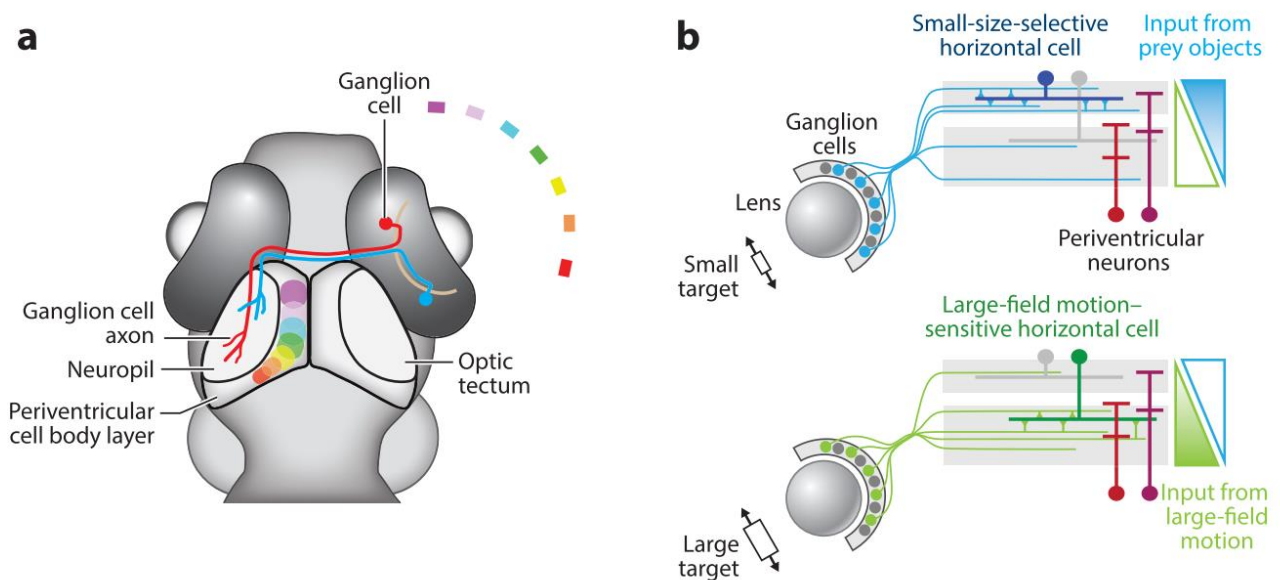 a
Ganglion
cell
Ganglion cell
axon
Neuropil
Periventricular
cell body layer
Optic
tectum
b
Small-size-selective
horizontal cell
Input from
prey objects
Ganglion
cells
Lens
Small
target
Periventricular
neurons
Large-field motion–
sensitive horizontal cell
Large
target
Input from
large-field
motion